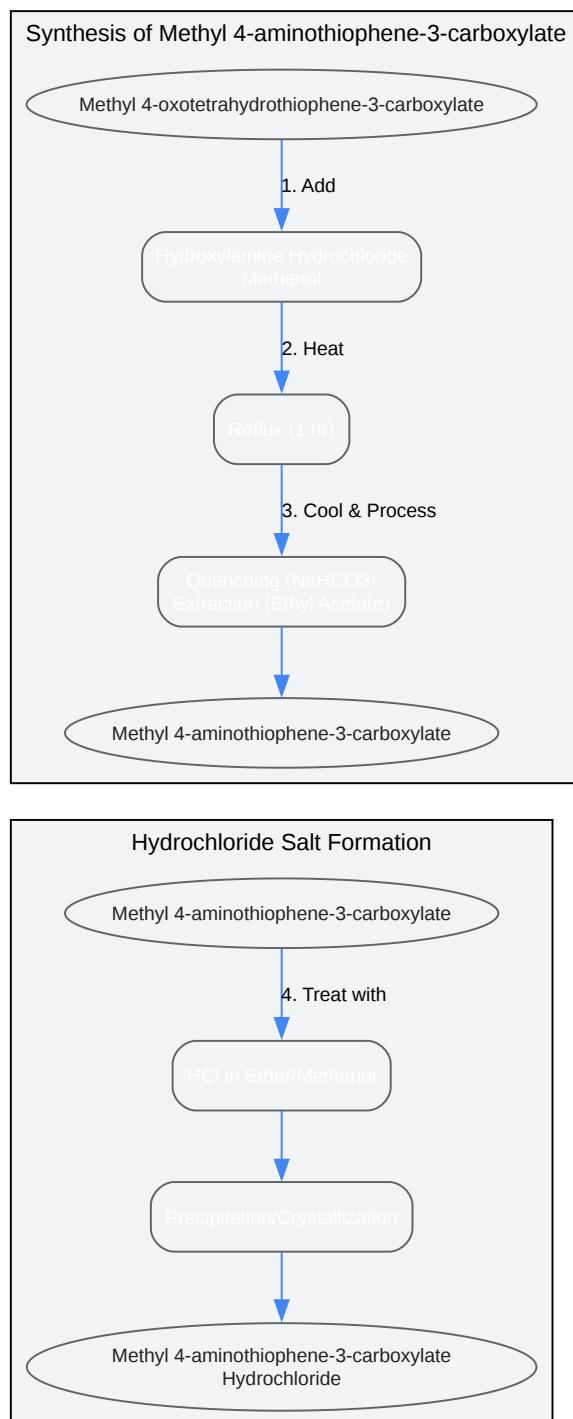 Synthesis of Methyl 4-aminothiophene-3-carboxylate
Methyl 4-oxotetrahydrothiophene-3-carboxylate
1. Add
Hydroxylamine Hydrochloride
Methanol
2. Heat
Reflux (1 hr)
3. Cool & Process
Quenching (NaHCO3)
Extraction (Ethyl Acetate)
Methyl 4-aminothiophene-3-carboxylate
Hydrochloride Salt Formation
Methyl 4-aminothiophene-3-carboxylate
4. Treat with
HCl in Ether/Methanol
Precipitation/Crystallization
Methyl 4-aminothiophene-3-carboxylate
Hydrochloride